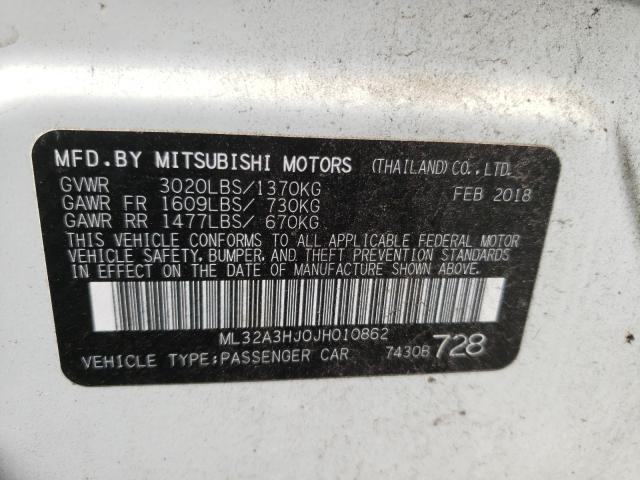 MFD.BY MITSUBISHI MOTORS (THAILAND) CO.,LTD.
GVWR 3020LBS/1370KG FEB 2018
GAWR FR 1609LBS/ 730KG
GAWR RR 1477LBS/ 670KG
THIS VEHICLE CONFORMS TO ALL APPLICABLE FEDERAL MOTOR
VEHICLE SAFETY, BUMPER, AND THEFT PREVENTION STANDARDS
IN EFFECT ON THE DATE OF MANUFACTURE SHOWN ABOVE.
ML32A3HJ0JH010862
VEHICLE TYPE;PASSENGER CAR 7430B 728